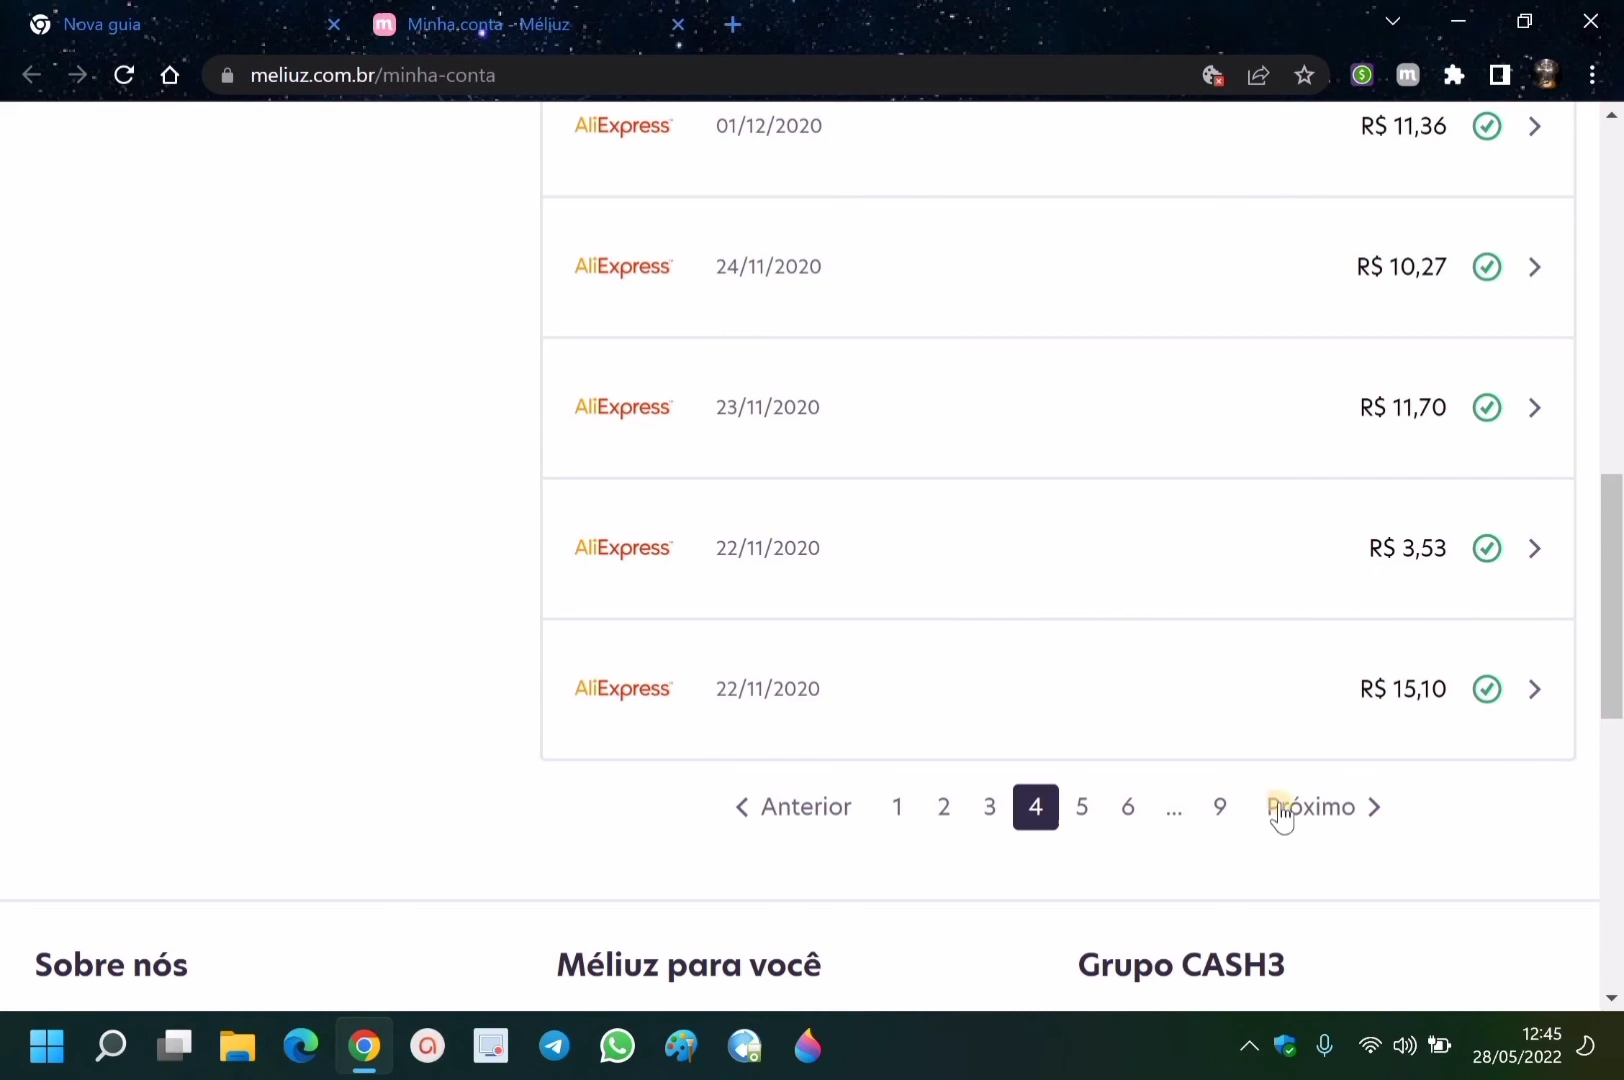 Nova guia
Minha conta - Méliuz
meliuz.com.br/minha-conta
AliExpress 01/12/2020 R$ 11,36
AliExpress 24/11/2020 R$ 10,27
AliExpress 23/11/2020 R$ 11,70
AliExpress 22/11/2020 R$ 3,53
AliExpress 22/11/2020 R$ 15,10
Anterior 1 2 3 4 5 6 ... 9 Próximo
Sobre nós Méliuz para você Grupo CASH3
12:45
28/05/2022